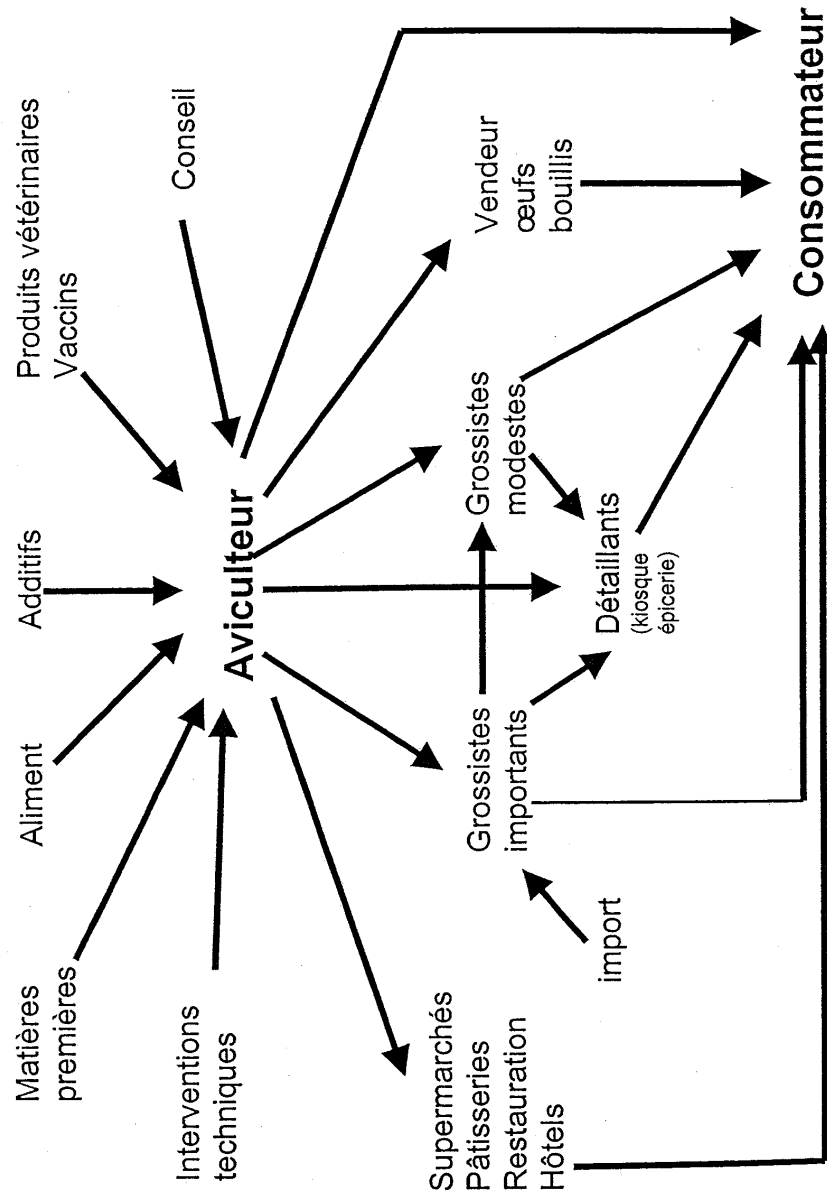 Matières
premières
Aliment
Additifs
Produits vétérinaires
Vaccins
Interventions
techniques
Conseil
Aviculteur
Supermarchés
Pâtisseries
Restauration
Hôtels
import
Grossistes
importants
Grossistes
modestes
Vendeur
œufs
bouillis
Détaillants
(kiosque
épicerie)
Consommateur